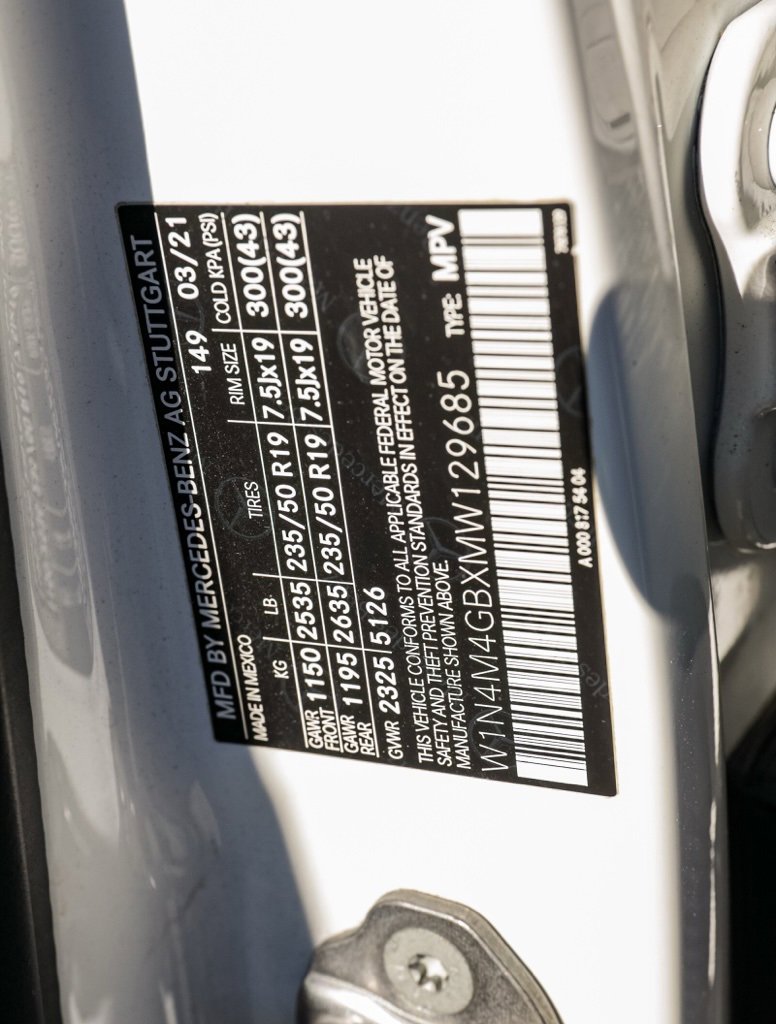 MFD BY MERCEDES-BENZ AG STUTTGART
MADE IN MEXICO 149 03/21
KG LB TIRES RIM SIZE COLD KPA(PSI)
GAWR FRONT 1150 2535 235/50 R19 7.5Jx19 300(43)
GAWR REAR 1195 2635 235/50 R19 7.5Jx19 300(43)
GVWR 2325 5126
THIS VEHICLE CONFORMS TO ALL APPLICABLE FEDERAL MOTOR VEHICLE
SAFETY AND THEFT PREVENTION STANDARDS IN EFFECT ON THE DATE OF
MANUFACTURE SHOWN ABOVE.
W1N4M4GBXMW129685 TYPE: MPV
A 000 817 54 04